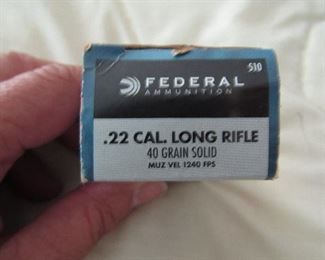 510
FEDERAL
AMMUNITION
.22 CAL. LONG RIFLE
40 GRAIN SOLID
MUZ VEL 1240 FPS